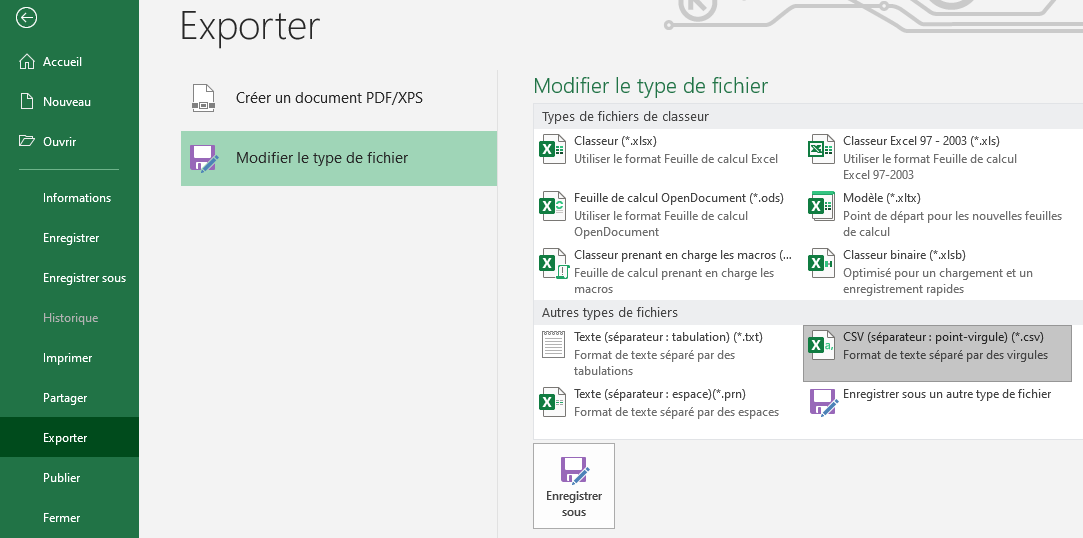 Exporter
Accueil
Nouveau
Ouvrir
Informations
Enregistrer
Enregistrer sous
Historique
Imprimer
Partager
Exporter
Publier
Fermer
Créer un document PDF/XPS
Modifier le type de fichier
Modifier le type de fichier
Types de fichiers de classeur
Classeur (*.xlsx)
Utiliser le format Feuille de calcul Excel
Classeur Excel 97 - 2003 (*.xls)
Utiliser le format Feuille de calcul
Excel 97-2003
Feuille de calcul OpenDocument (*.ods)
Utiliser le format Feuille de calcul
OpenDocument
Modèle (*.xltx)
Point de départ pour les nouvelles feuilles
de calcul
Classeur prenant en charge les macros (...
Feuille de calcul prenant en charge les
macros
Classeur binaire (*.xlsb)
Optimisé pour un chargement et un
enregistrement rapides
Autres types de fichiers
Texte (séparateur : tabulation) (*.txt)
Format de texte séparé par des
tabulations
CSV (séparateur : point-virgule) (*.csv)
Format de texte séparé par des virgules
Texte (séparateur : espace)(*.prn)
Format de texte séparé par des espaces
Enregistrer sous un autre type de fichier
Enregistrer
sous